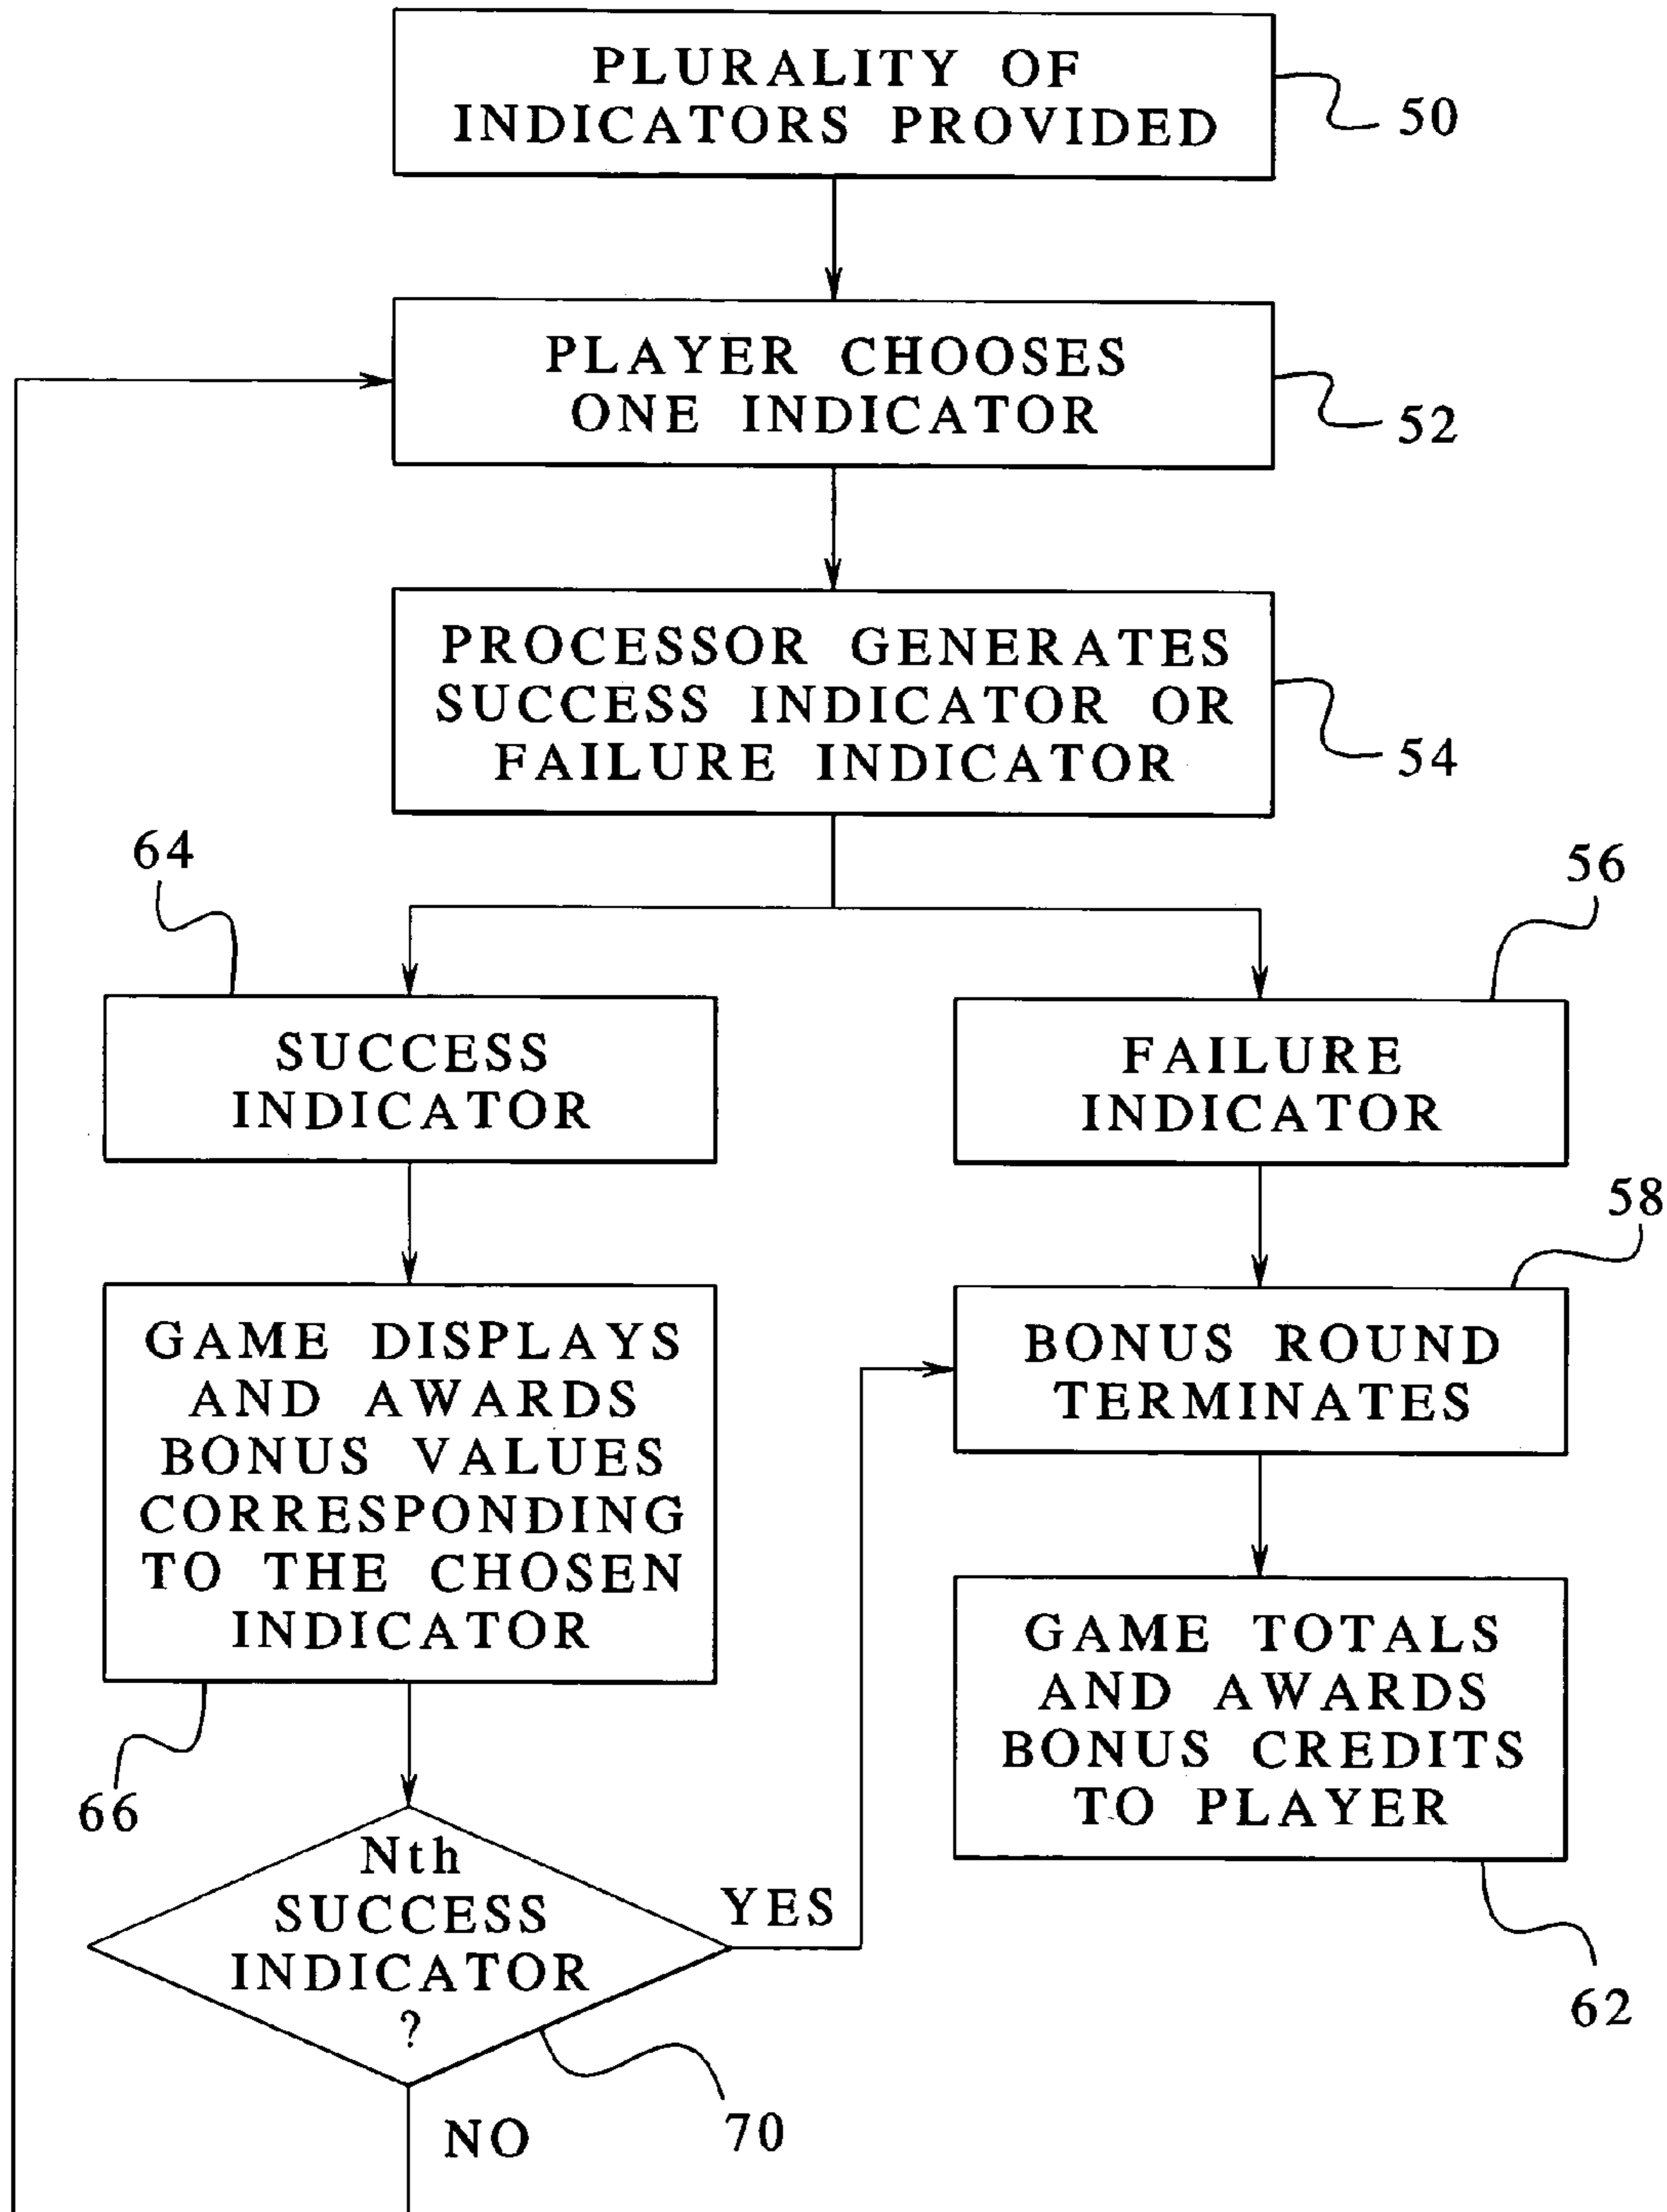 PLURALITY OF
INDICATORS PROVIDED
50
PLAYER CHOOSES
ONE INDICATOR
52
PROCESSOR GENERATES
SUCCESS INDICATOR OR
FAILURE INDICATOR
54
64
56
SUCCESS
INDICATOR
FAILURE
INDICATOR
58
GAME DISPLAYS
AND AWARDS
BONUS VALUES
CORRESPONDING
TO THE CHOSEN
INDICATOR
66
BONUS ROUND
TERMINATES
GAME TOTALS
AND AWARDS
BONUS CREDITS
TO PLAYER
62
Nth
SUCCESS
INDICATOR
?
YES
70
NO